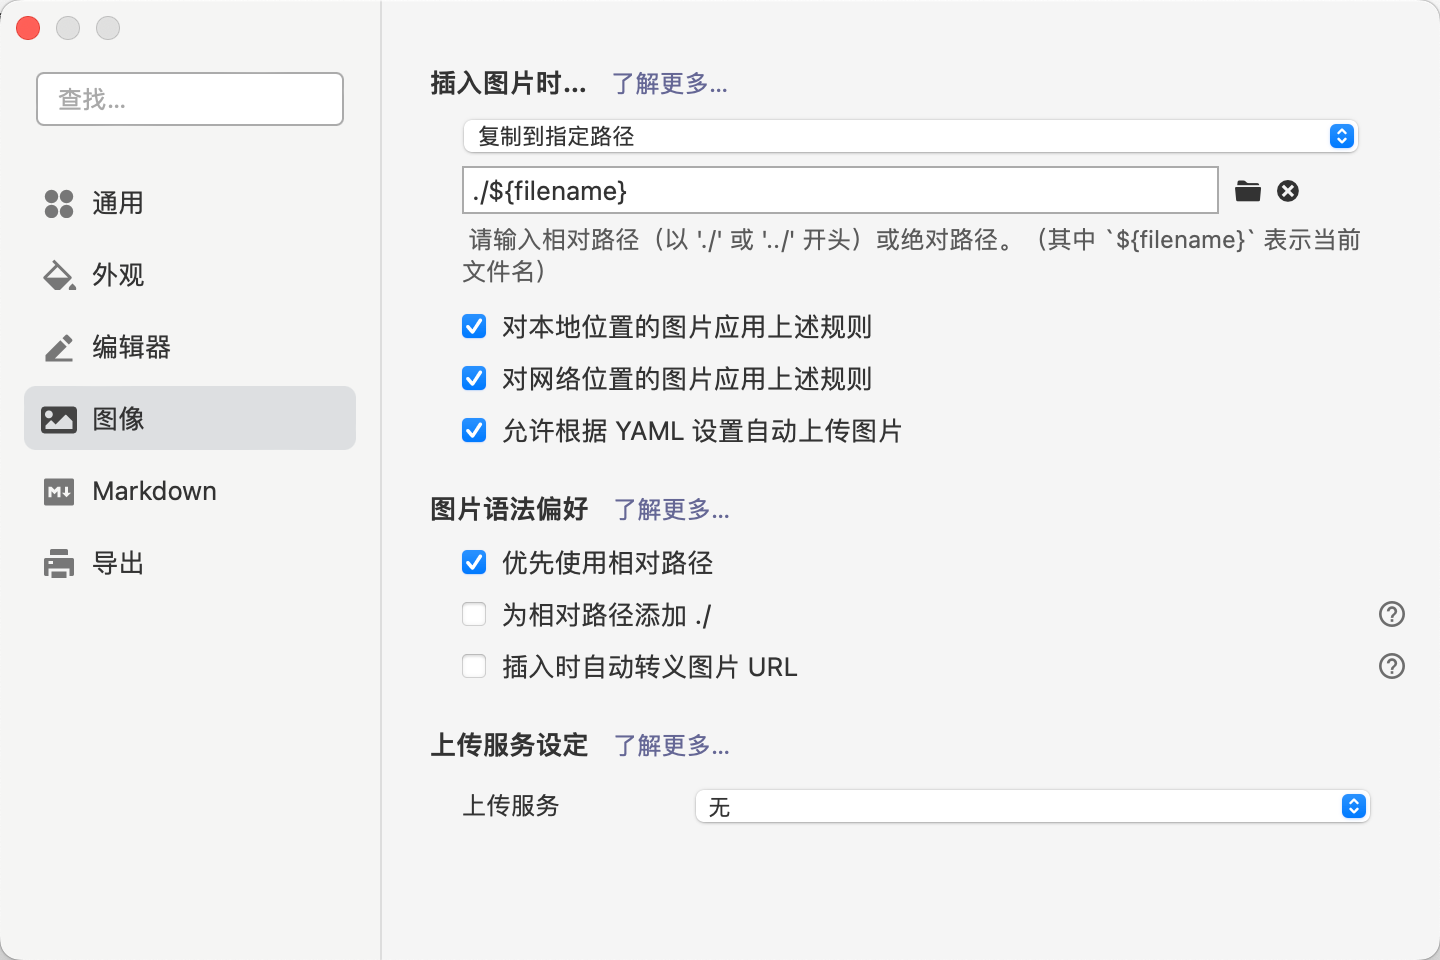 查找...
通用
外观
编辑器
图像
Markdown
导出
插入图片时... 了解更多...
复制到指定路径
./${filename}
请输入相对路径（以 './' 或 '../' 开头）或绝对路径。（其中 `${filename}` 表示当前
文件名）
对本地位置的图片应用上述规则
对网络位置的图片应用上述规则
允许根据 YAML 设置自动上传图片
图片语法偏好 了解更多...
优先使用相对路径
为相对路径添加 ./
插入时自动转义图片 URL
上传服务设定 了解更多...
上传服务 无